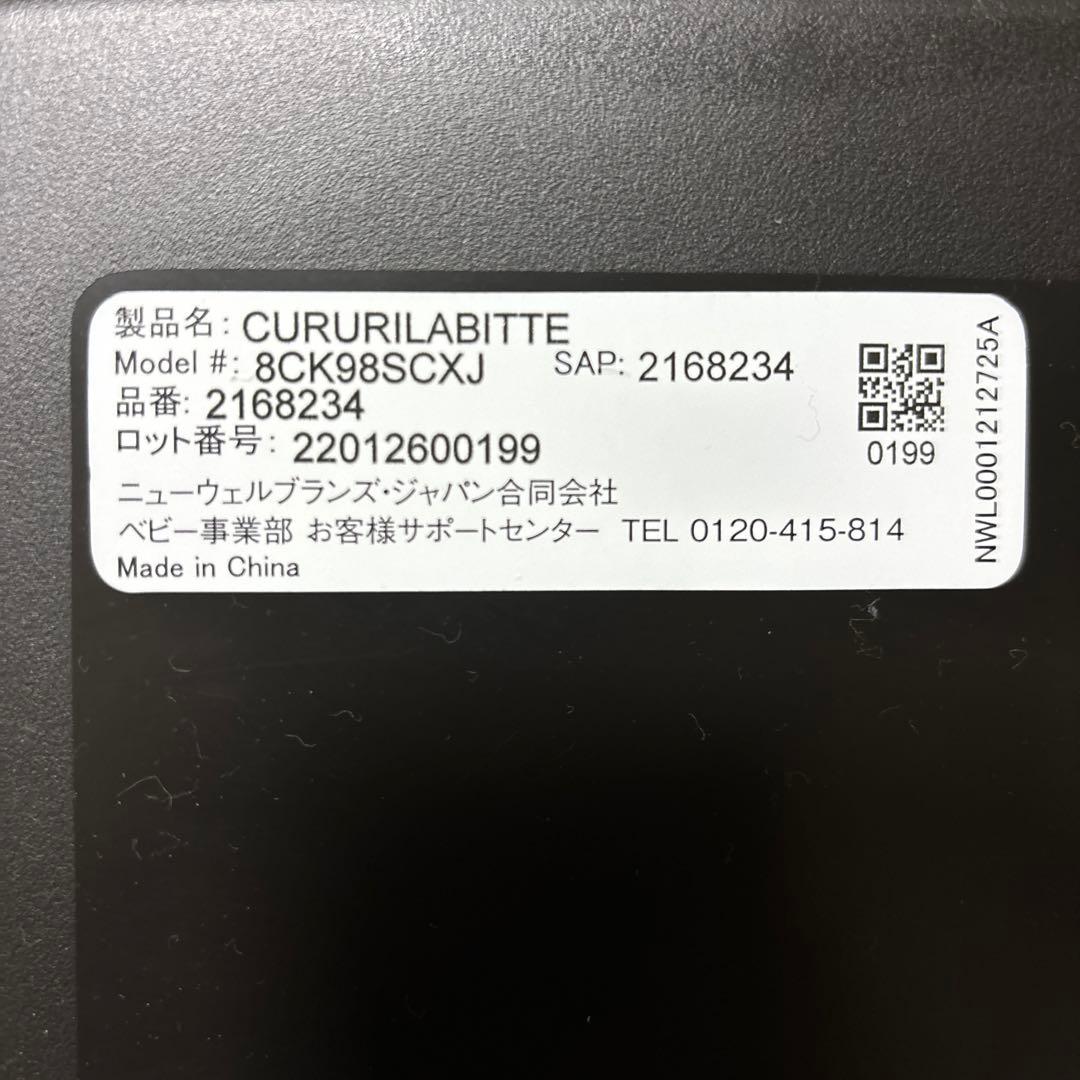 製品名: CURURILABITTE
Model #: 8CK98SCXJ SAP: 2168234
品番: 2168234
ロット番号: 22012600199
ニューウェルブランズ・ジャパン合同会社
ベビー事業部 お客様サポートセンター TEL 0120-415-814
Made in China
0199
NWL0001212725A